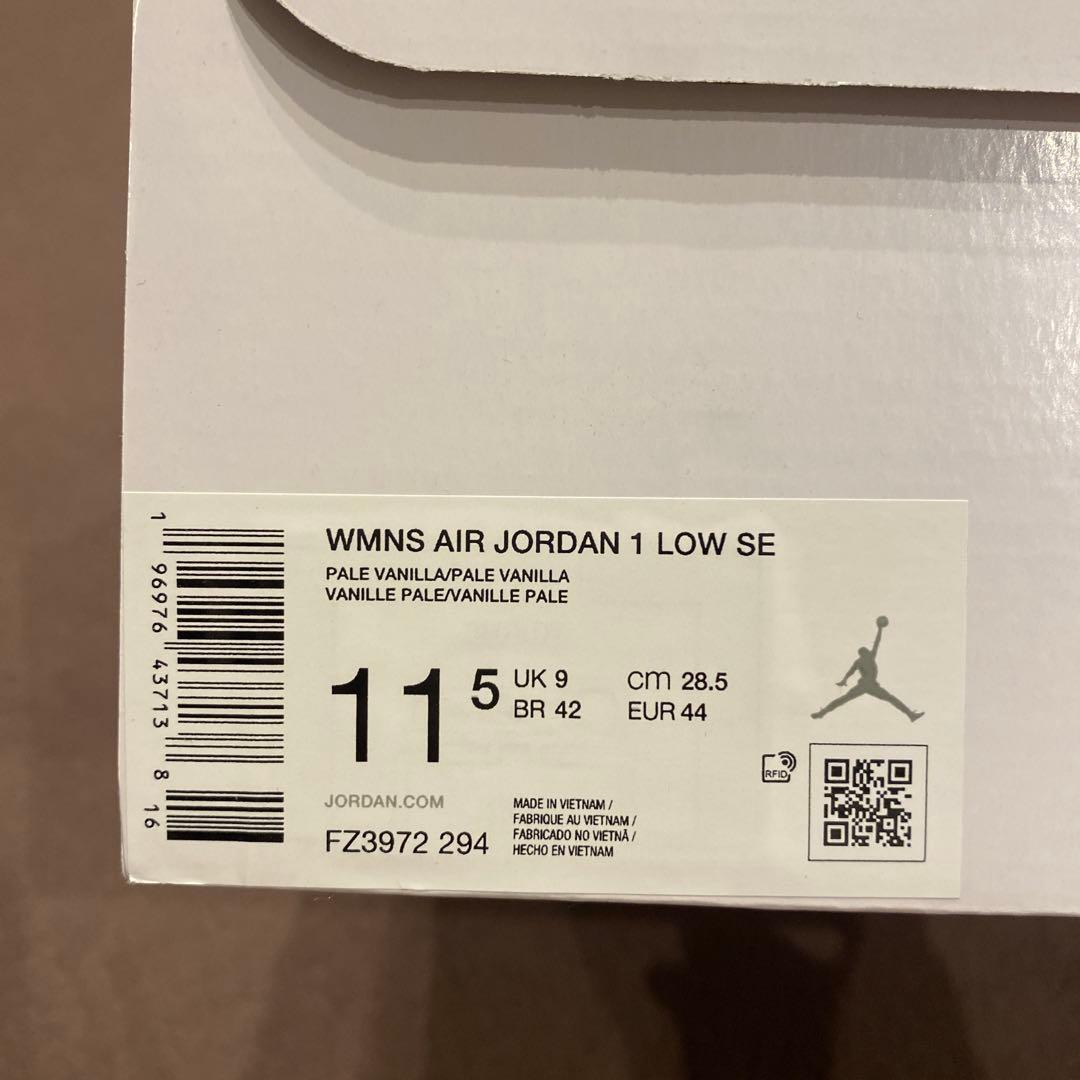 WMNS AIR JORDAN 1 LOW SE
PALE VANILLA/PALE VANILLA
VANILLE PALE/VANILLE PALE
11 5
UK 9
BR 42
cm 28.5
EUR 44
JORDAN.COM
FZ3972 294
MADE IN VIETNAM /
FABRIQUE AU VIETNAM /
FABRICADO NO VIETNÃ /
HECHO EN VIETNAM
RFID
1 96976 43713 8 16